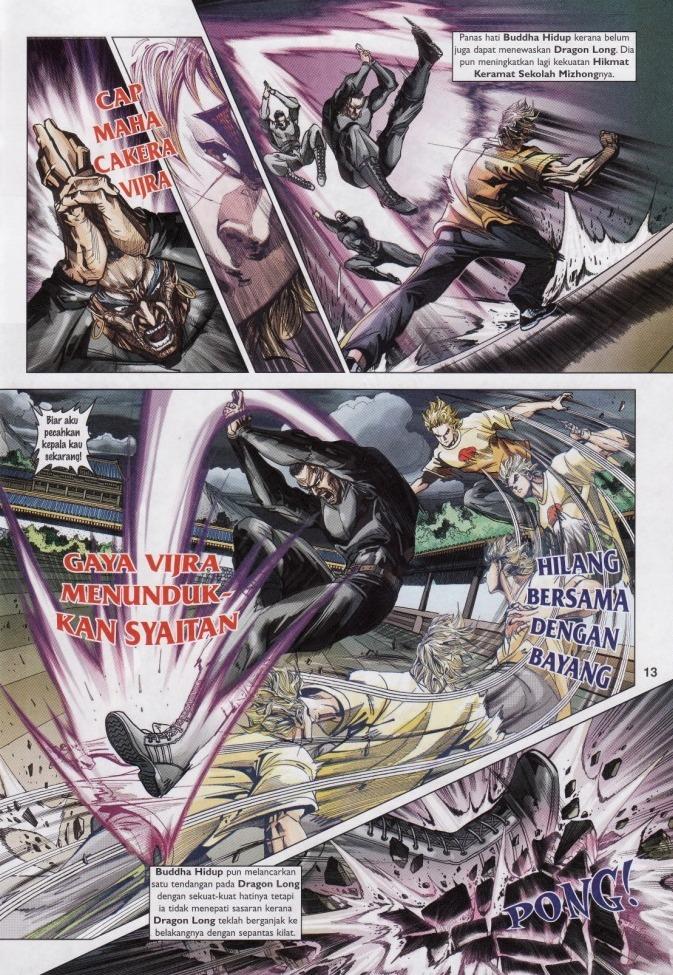 Panas hati Buddha Hidup kerana belum
juga dapat menewaskan Dragon Long. Dia
pun meningkatkan lagi kekuatan Hikmat
Keramat Sekolah Mizhongnya.
CAP
MAHA
CAKERA
VIJRA
Biar aku
pecahkan
kepala kau
sekarang!
GAYA VIJRA
MENUNDUK-
KAN SYAITAN
HILANG
BERSAMA
DENGAN
BAYANG
13
Buddha Hidup pun melancarkan
satu tendangan pada Dragon Long
dengan sekuat-kuat hatinya tetapi
ia tidak menepati sasaran kerana
Dragon Long teklah berganjak ke
belakangnya dengan sepantas kilat.
PONG!